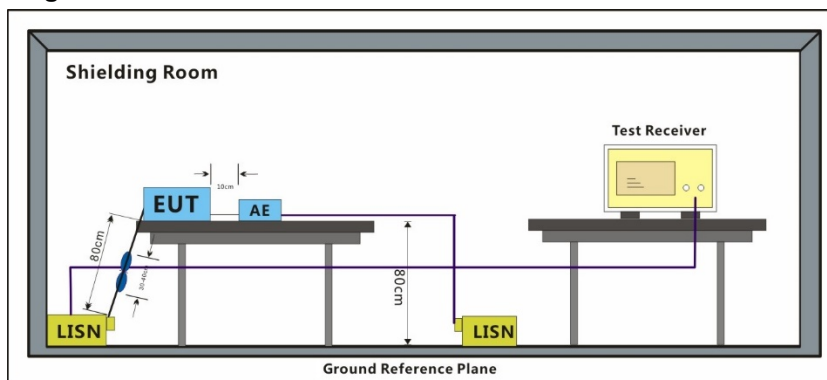 Shielding Room
Test Receiver
10cm
EUT
AE
80cm
80cm
LISN
LISN
Ground Reference Plane